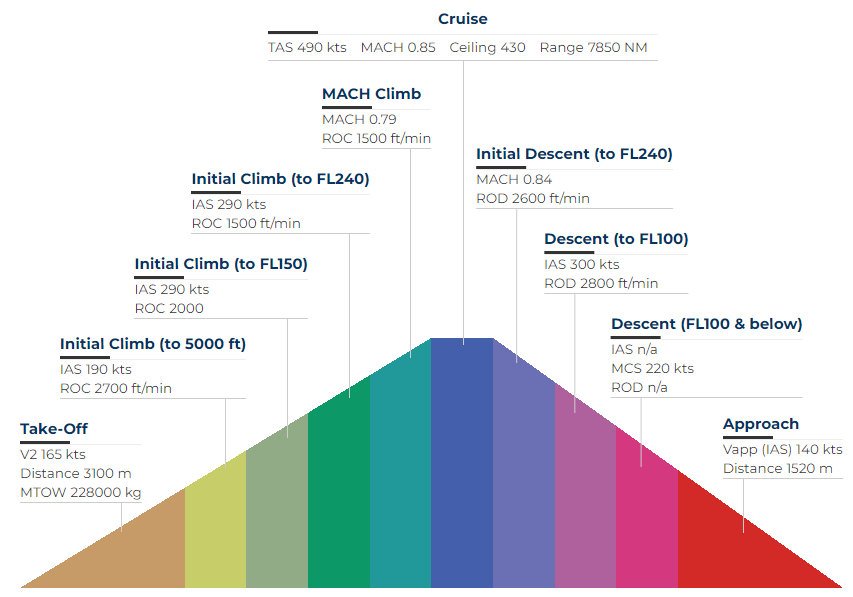 Cruise
TAS 490 kts MACH 0.85 Ceiling 430 Range 7850 NM
MACH Climb
MACH 0.79
ROC 1500 ft/min
Initial Descent (to FL240)
MACH 0.84
ROD 2600 ft/min
Initial Climb (to FL240)
IAS 290 kts
ROC 1500 ft/min
Descent (to FL100)
IAS 300 kts
ROD 2800 ft/min
Initial Climb (to FL150)
IAS 290 kts
ROC 2000
Descent (FL100 & below)
IAS n/a
MCS 220 kts
ROD n/a
Initial Climb (to 5000 ft)
IAS 190 kts
ROC 2700 ft/min
Approach
Vapp (IAS) 140 kts
Distance 1520 m
Take-Off
V2 165 kts
Distance 3100 m
MTOW 228000 kg